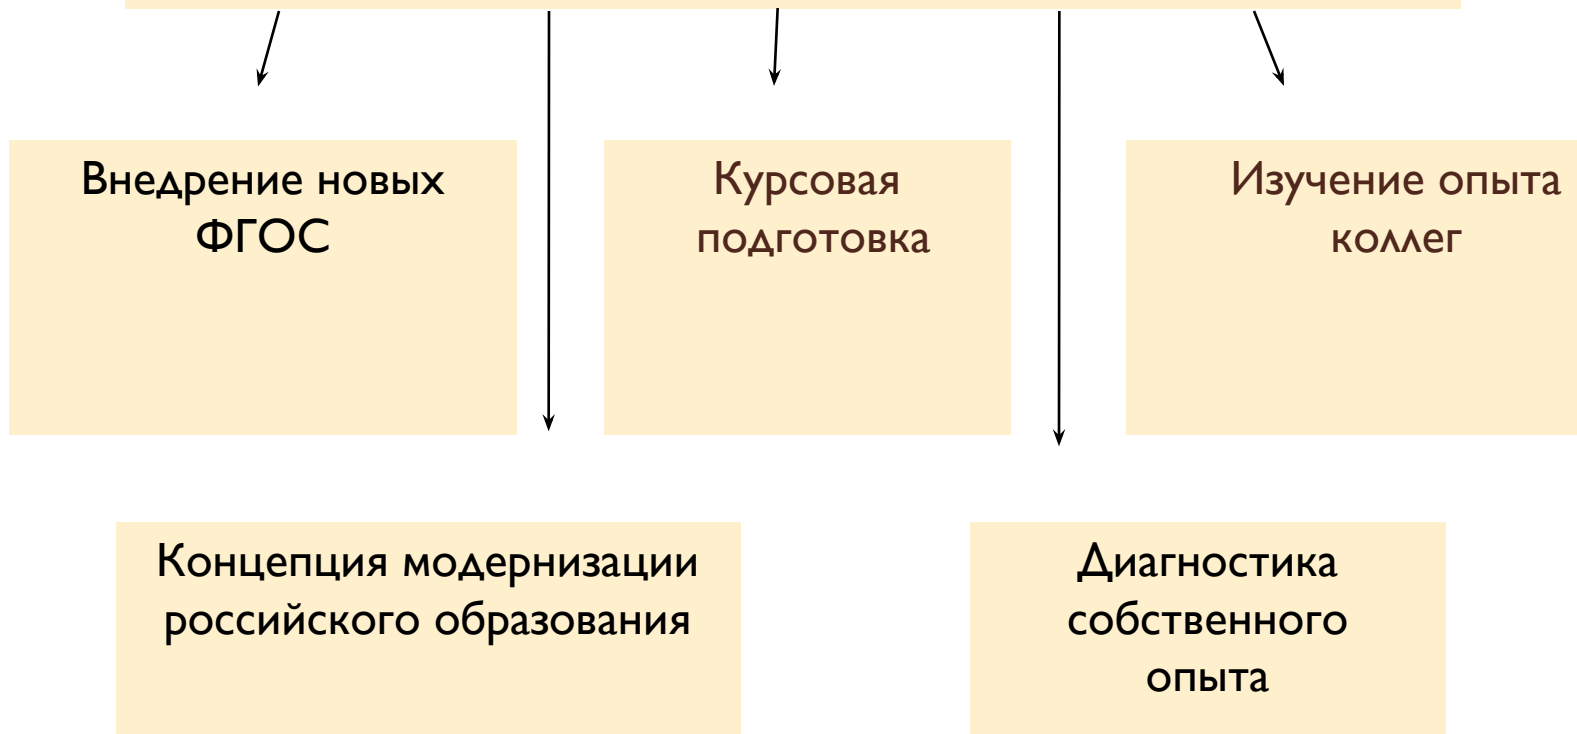 Внедрение новых
ФГОС
Курсовая
подготовка
Изучение опыта
коллег
Концепция модернизации
российского образования
Диагностика
собственного
опыта